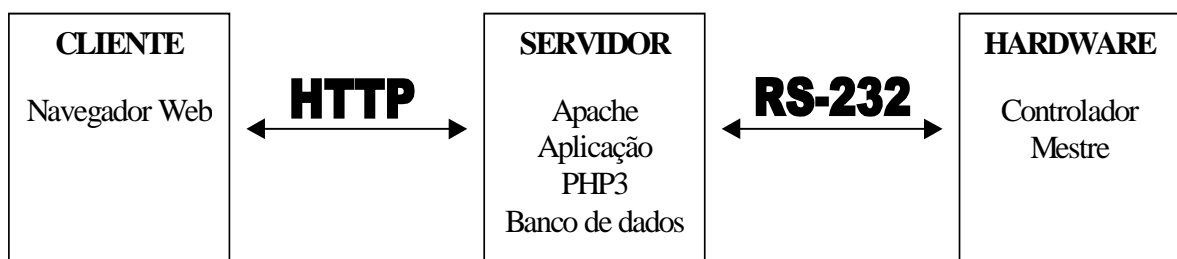 CLIENTE
Navegador Web
HTTP
SERVIDOR
Apache
Aplicação
PHP3
Banco de dados
RS-232
HARDWARE
Controlador
Mestre